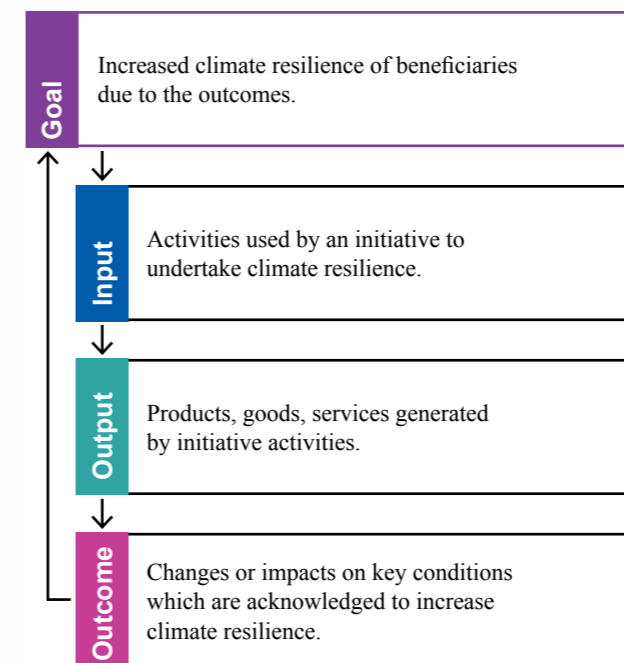 Goal
Increased climate resilience of beneficiaries
due to the outcomes.
Input
Activities used by an initiative to
undertake climate resilience.
Output
Products, goods, services generated
by initiative activities.
Outcome
Changes or impacts on key conditions
which are acknowledged to increase
climate resilience.